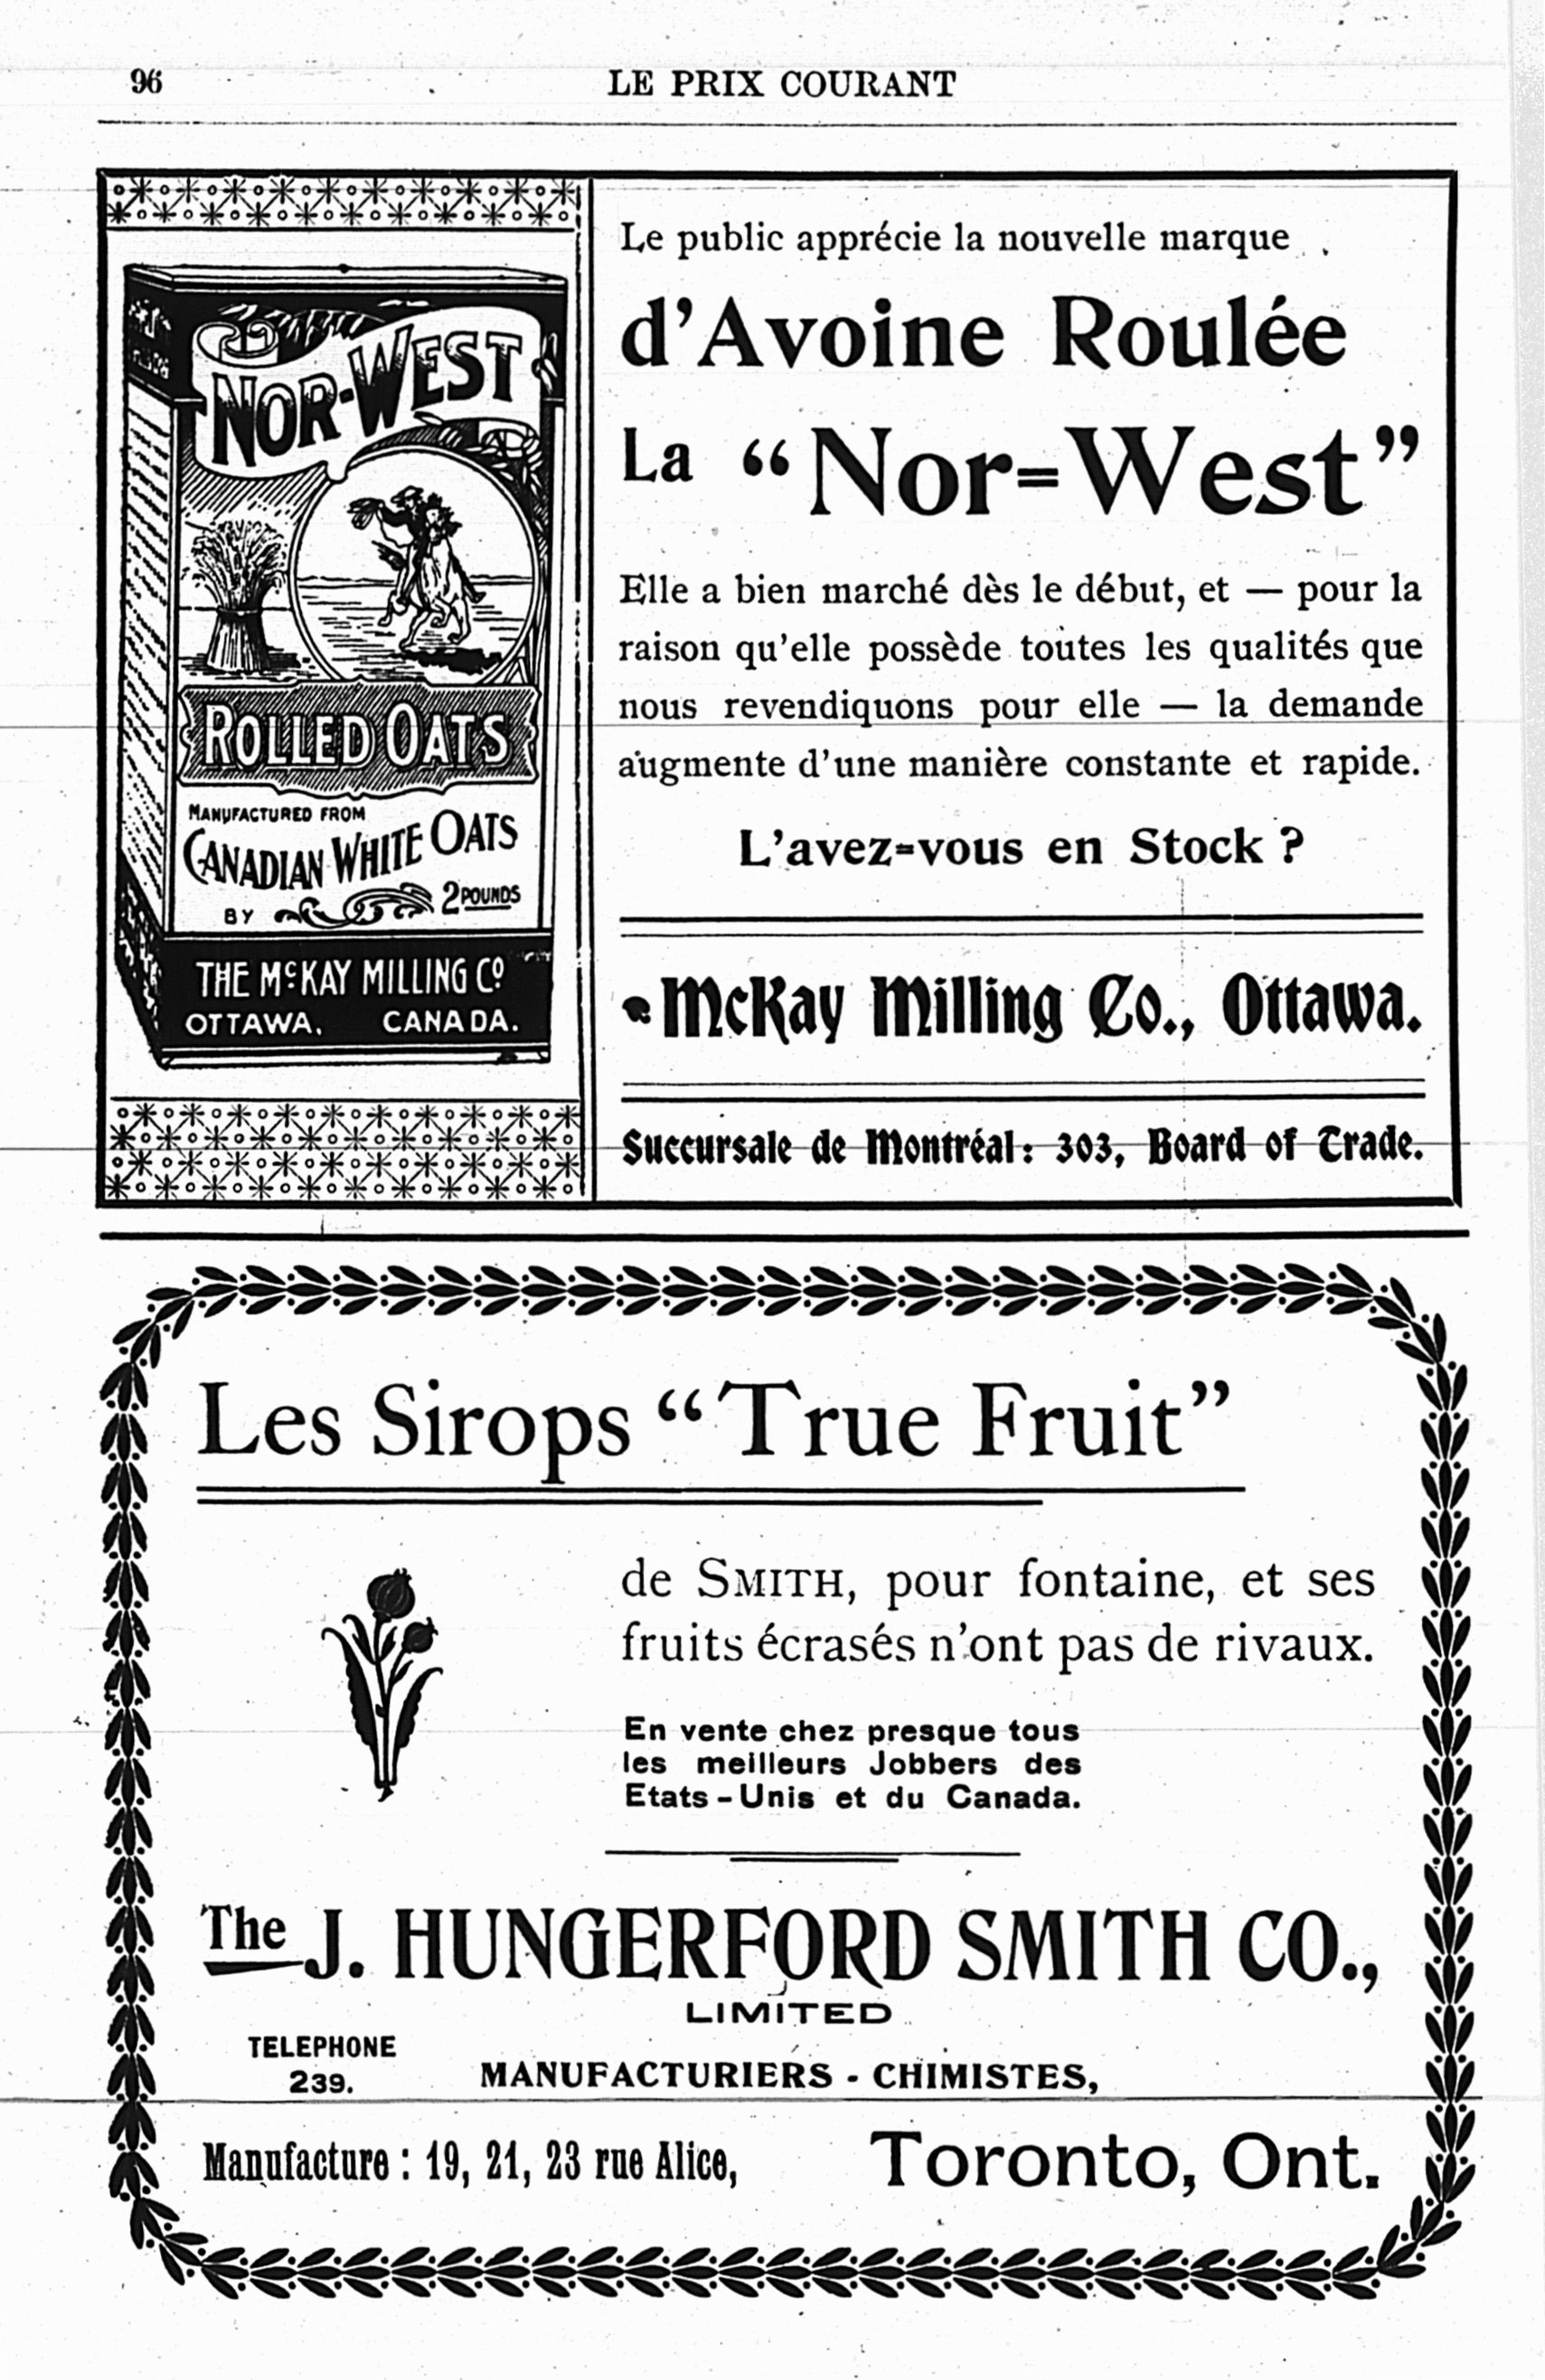 96
LE PRIX COURANT
NOR-WEST
ROLLED OATS
MANUFACTURED FROM
CANADIAN WHITE OATS
BY
2 POUNDS
THE McKAY MILLING Co.
OTTAWA. CANADA.
Le public apprécie la nouvelle marque
d'Avoine Roulée
La "Nor=West"
Elle a bien marché dès le début, et — pour la
raison qu'elle possède toutes les qualités que
nous revendiquons pour elle — la demande
augmente d'une manière constante et rapide.
L'avez=vous en Stock ?
McKay Milling Co., Ottawa.
Succursale de Montréal: 303, Board of Trade.
Les Sirops "True Fruit"
de SMITH, pour fontaine, et ses
fruits écrasés n'ont pas de rivaux.
En vente chez presque tous
les meilleurs Jobbers des
Etats-Unis et du Canada.
The J. HUNGERFORD SMITH CO.,
LIMITED
TELEPHONE
239.
MANUFACTURIERS - CHIMISTES,
Manufacture : 19, 21, 23 rue Alice,
Toronto, Ont.